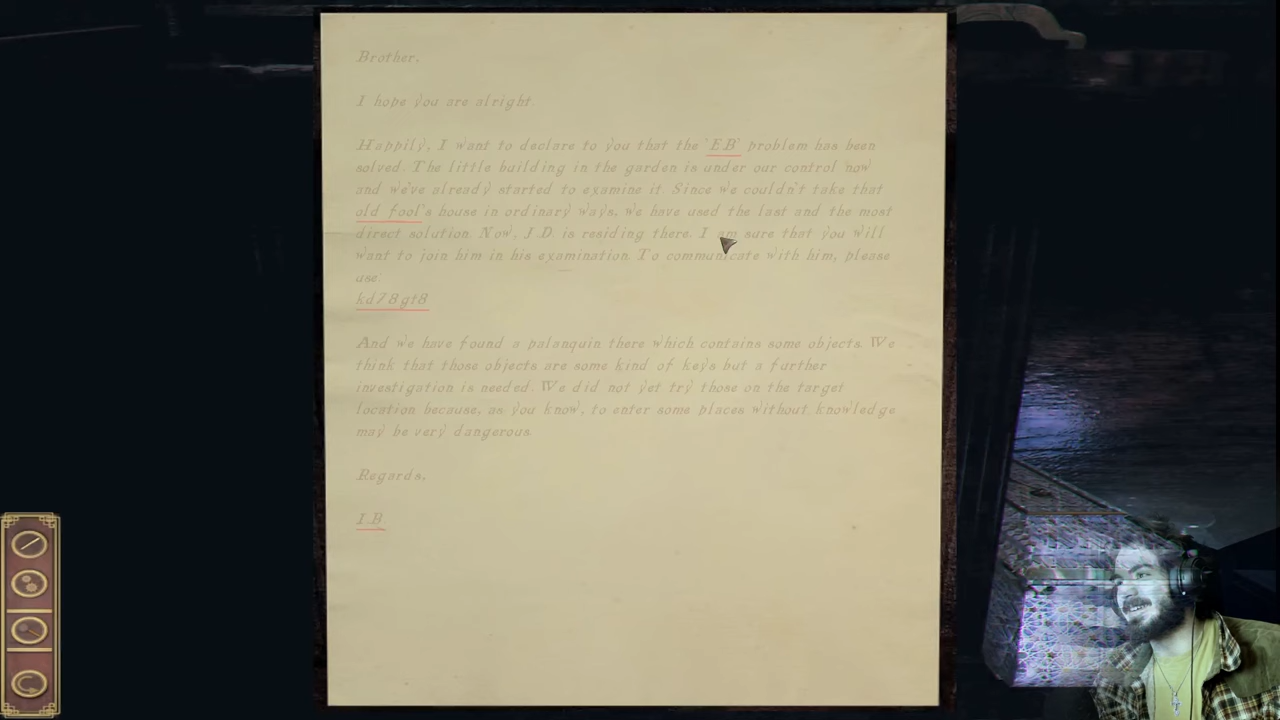 Brother,
I hope you are alright.
Happily, I want to declare to you that the 'EB' problem has been
solved. The little building in the garden is under our control now
and we've already started to examine it. Since we couldn't take that
old fool's house in ordinary ways, we have used the last and the most
direct solution. Now, J.D. is residing there. I am sure that you will
want to join him in his examination. To communicate with him, please
use:
kd78gt8
And we have found a palanquin there which contains some objects. We
think that those objects are some kind of keys but a further
investigation is needed. We did not yet try those on the target
location because, as you know, to enter some places without knowledge
may be very dangerous.
Regards,
I.B.